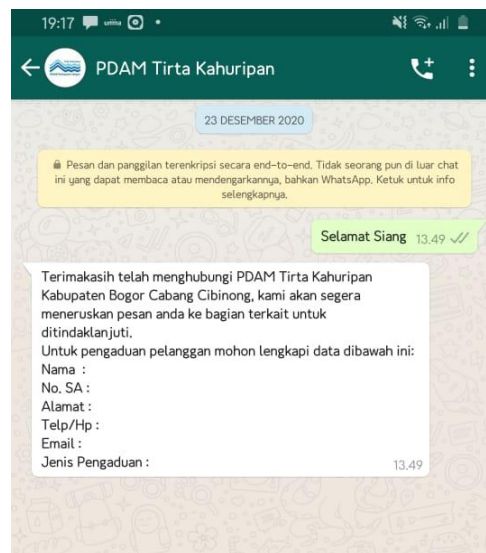 19:17
PDAM Tirta Kahuripan
23 DESEMBER 2020
Pesan dan panggilan terenkripsi secara end-to-end. Tidak seorang pun di luar chat
ini yang dapat membaca atau mendengarkannya, bahkan WhatsApp. Ketuk untuk info
selengkapnya.
Selamat Siang 13.49
Terimakasih telah menghubungi PDAM Tirta Kahuripan
Kabupaten Bogor Cabang Cibinong, kami akan segera
meneruskan pesan anda ke bagian terkait untuk
ditindaklanjuti.
Untuk pengaduan pelanggan mohon lengkapi data dibawah ini:
Nama :
No. SA :
Alamat :
Telp/Hp :
Email :
Jenis Pengaduan :
13.49